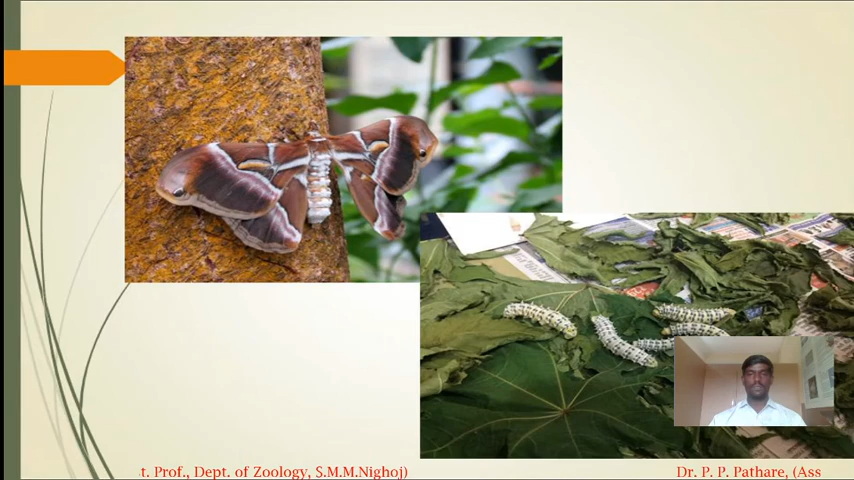 t. Prof., Dept. of Zoology, S.M.M.Nighoj) Dr. P. P. Pathare, (Ass